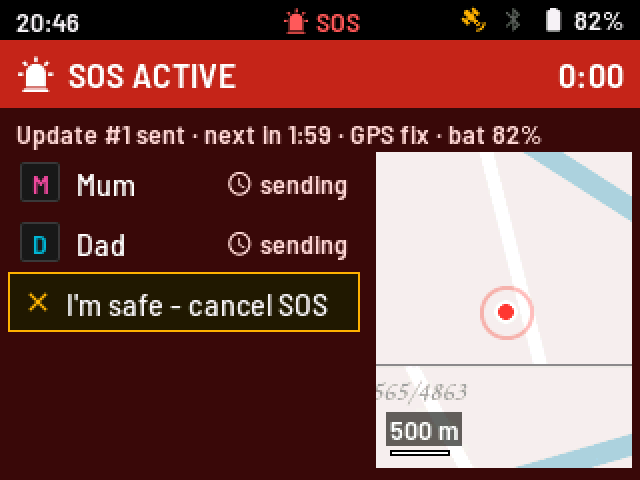 20:46
SOS
82%
SOS ACTIVE
0:00
Update #1 sent · next in 1:59 · GPS fix · bat 82%
M Mum sending
D Dad sending
I'm safe - cancel SOS
565/4863
500 m